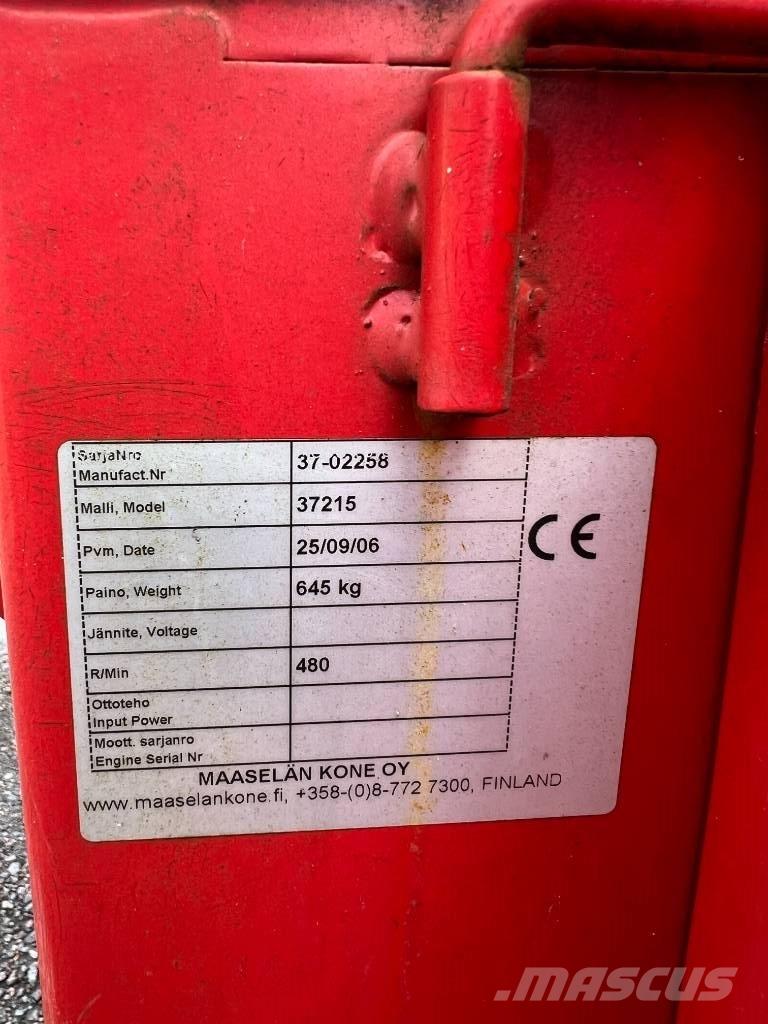 SarjaNro
Manufact.Nr 37-02258
Malli, Model 37215
Pvm, Date 25/09/06
Paino, Weight 645 kg
Jännite, Voltage
R/Min 480
Ottoteho
Input Power
Moott. sarjanro
Engine Serial Nr
CE
MAASELÄN KONE OY
www.maaselankone.fi, +358-(0)8-772 7300, FINLAND
MASCUS